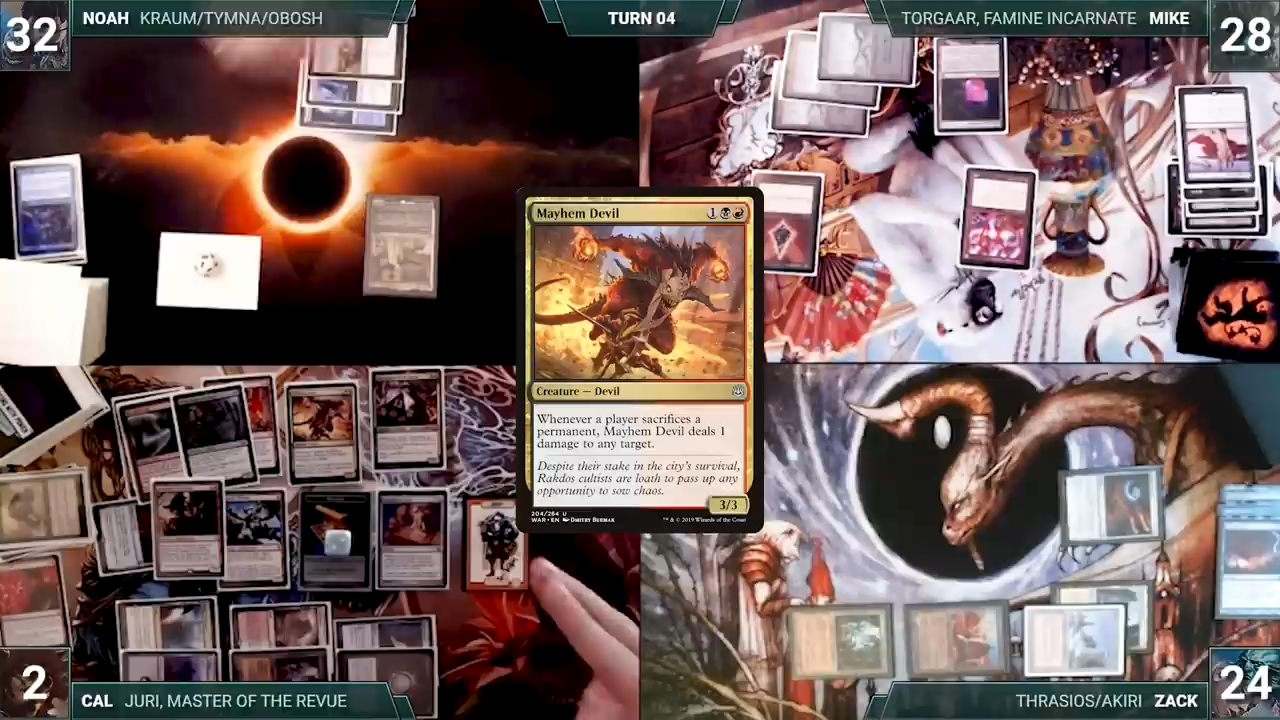 32
NOAH KRAUM/TYMNA/OBOSH
TURN 04
TORGAAR, FAMINE INCARNATE MIKE
28
Mayhem Devil 1
Creature — Devil
Whenever a player sacrifices a
permanent, Mayhem Devil deals 1
damage to any target.
Despite their stake in the city's survival,
Rakdos cultists are loath to pass up any
opportunity to sow chaos.
3/3
204/264 U
WAR • EN DMITRY BURMAK
™ & © 2019 Wizards of the Coast
2
CAL JURI, MASTER OF THE REVUE
THRASIOS/AKIRI ZACK
24